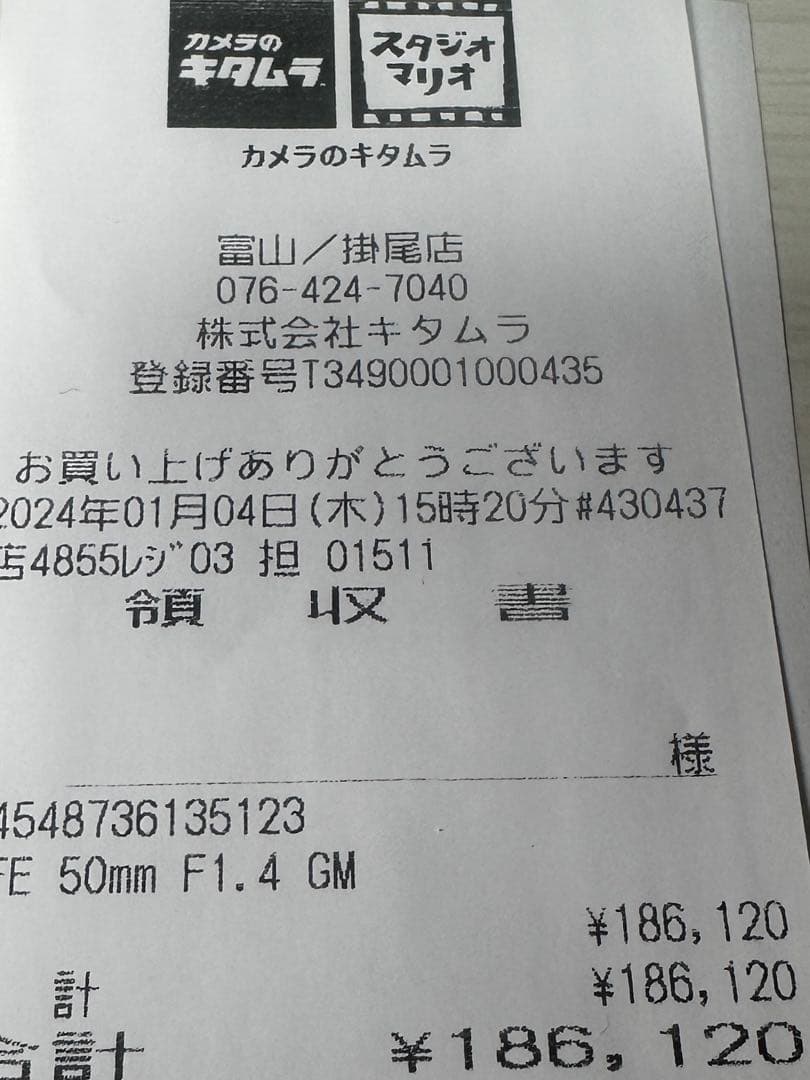 カメラの
キタムラ
スタジオ
マリオ
カメラのキタムラ
富山／掛尾店
076-424-7040
株式会社キタムラ
登録番号T3490001000435
お買い上げありがとうございます
2024年01月04日(木)15時20分#430437
店4855ﾚｼﾞ03 担 01511
領 収 書
様
4548736135123
FE 50mm F1.4 GM
¥186,120
計 ¥186,120
合計 ¥186,120